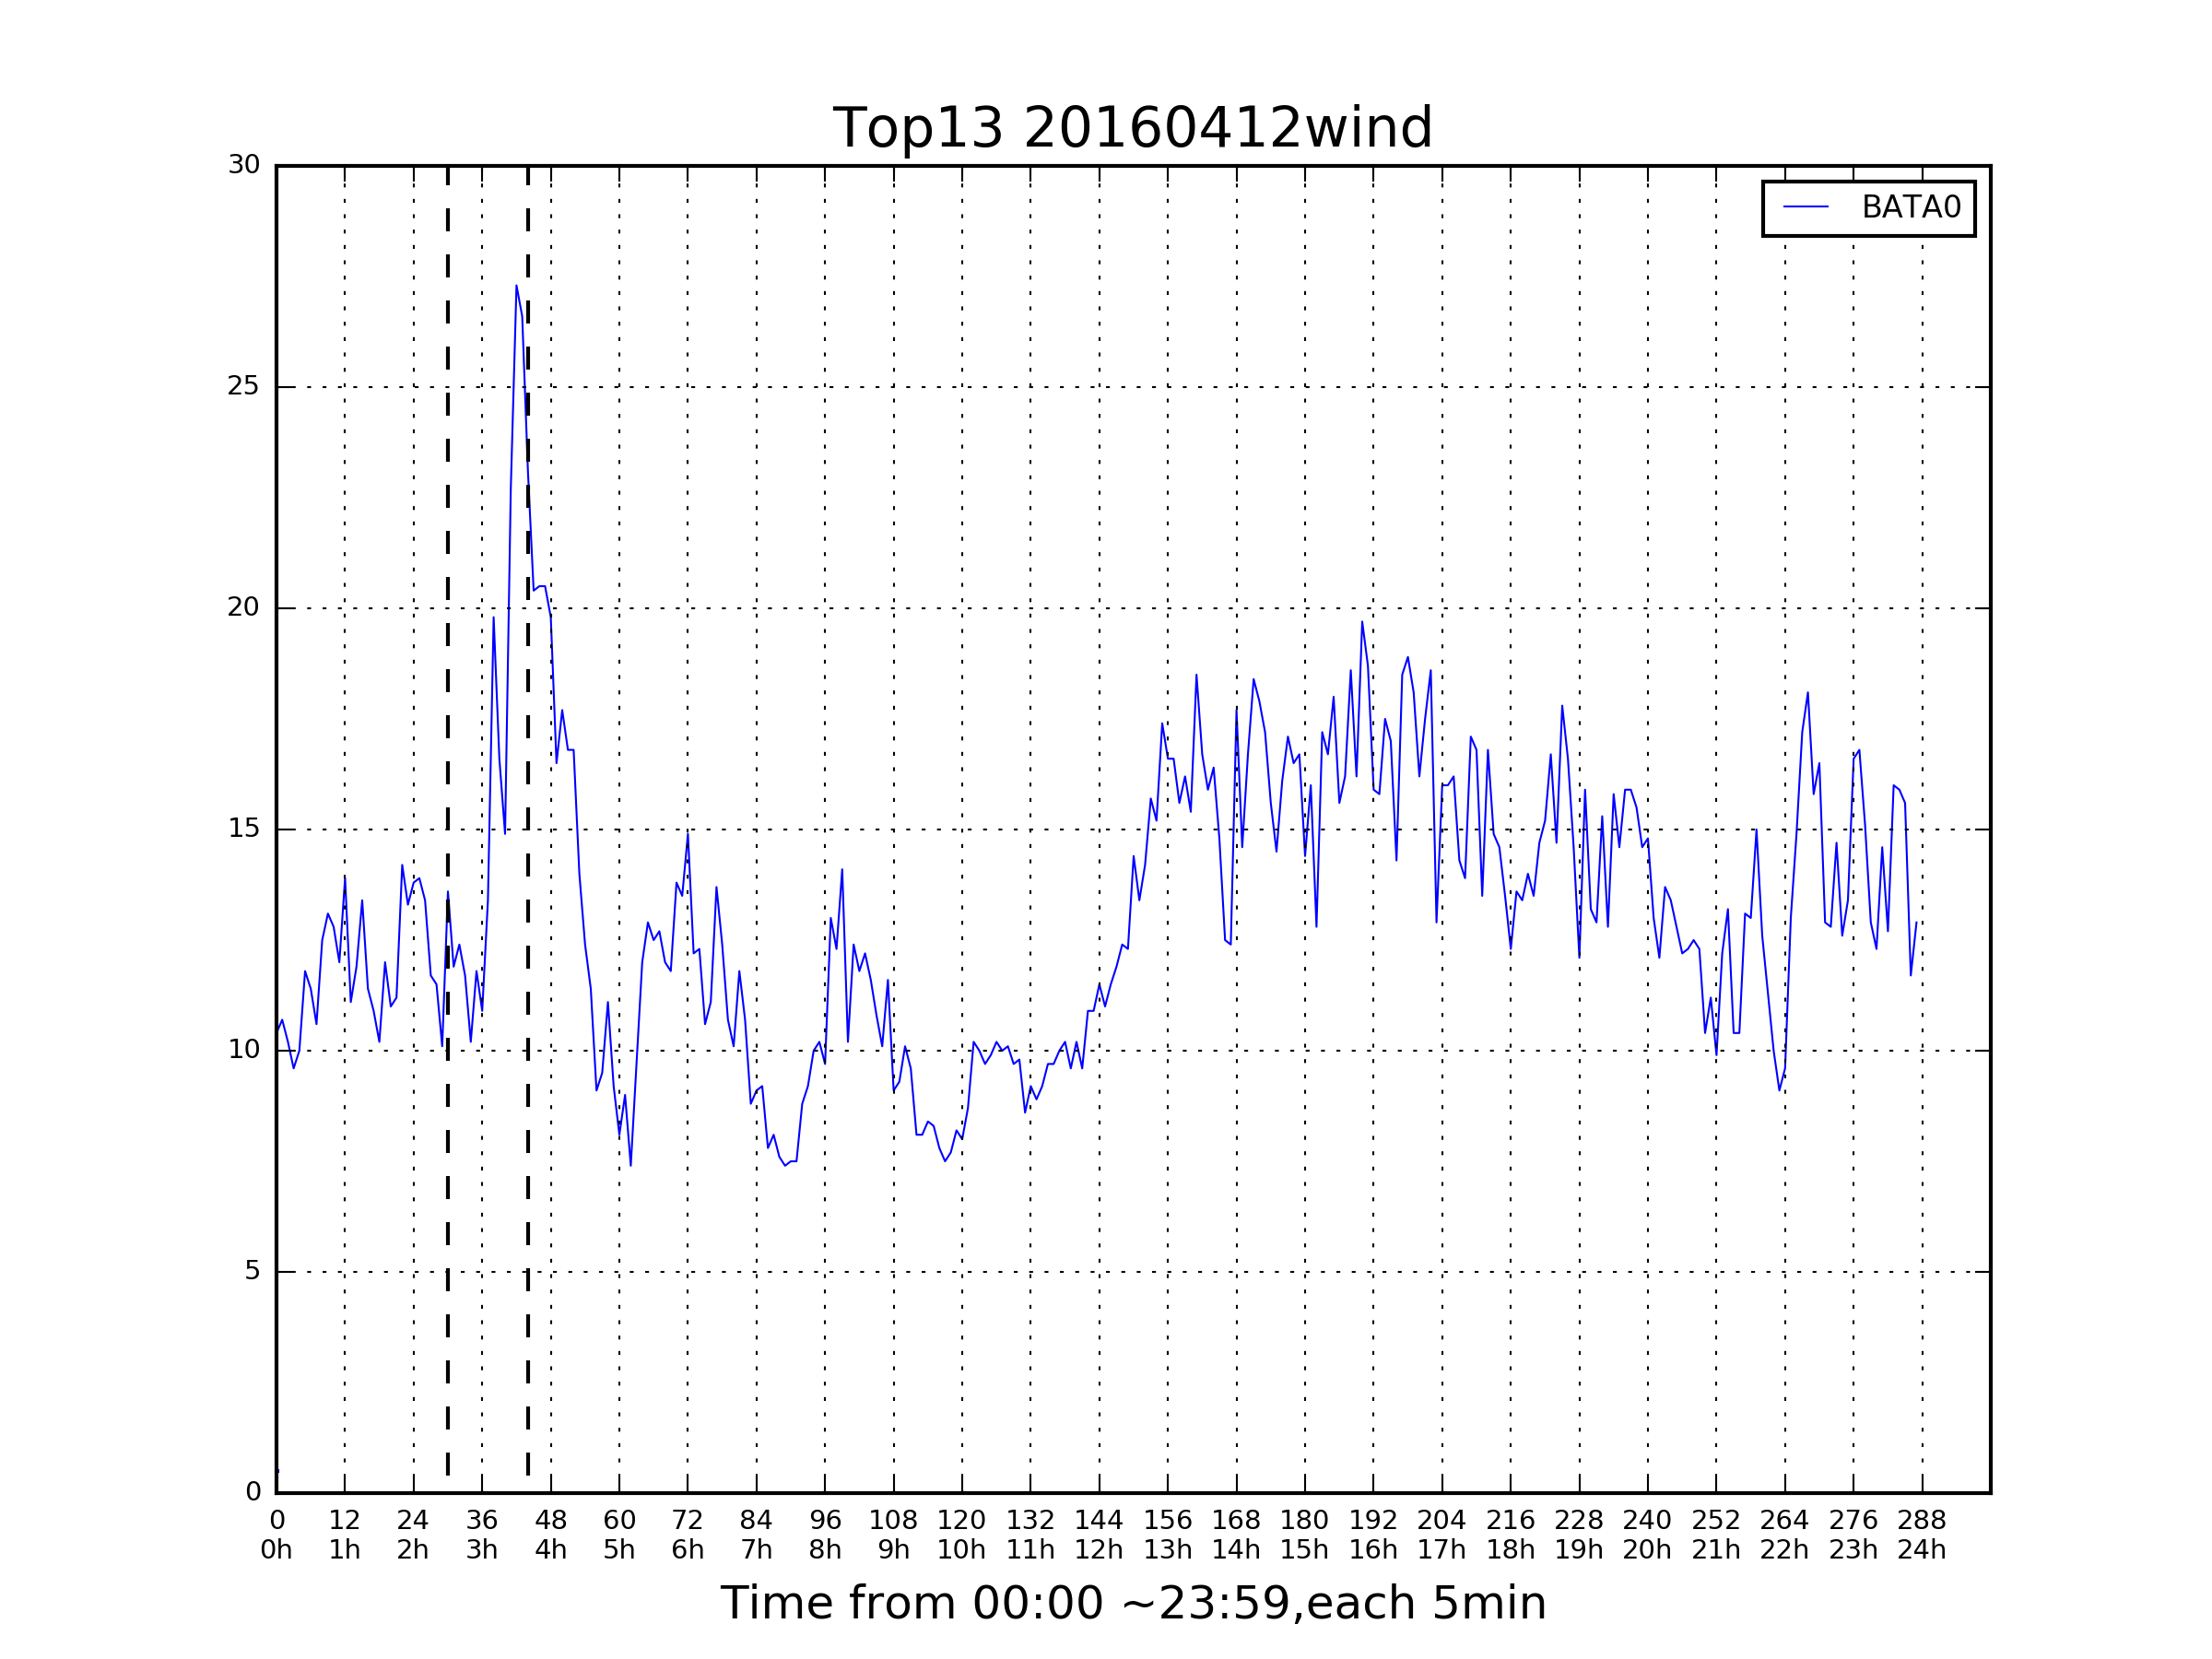 Top13 20160412wind
BATA0
30
25
20
15
10
5
0
0 12 24 36 48 60 72 84 96 108 120 132 144 156 168 180 192 204 216 228 240 252 264 276 288
0h 1h 2h 3h 4h 5h 6h 7h 8h 9h 10h 11h 12h 13h 14h 15h 16h 17h 18h 19h 20h 21h 22h 23h 24h
Time from 00:00 ~23:59,each 5min